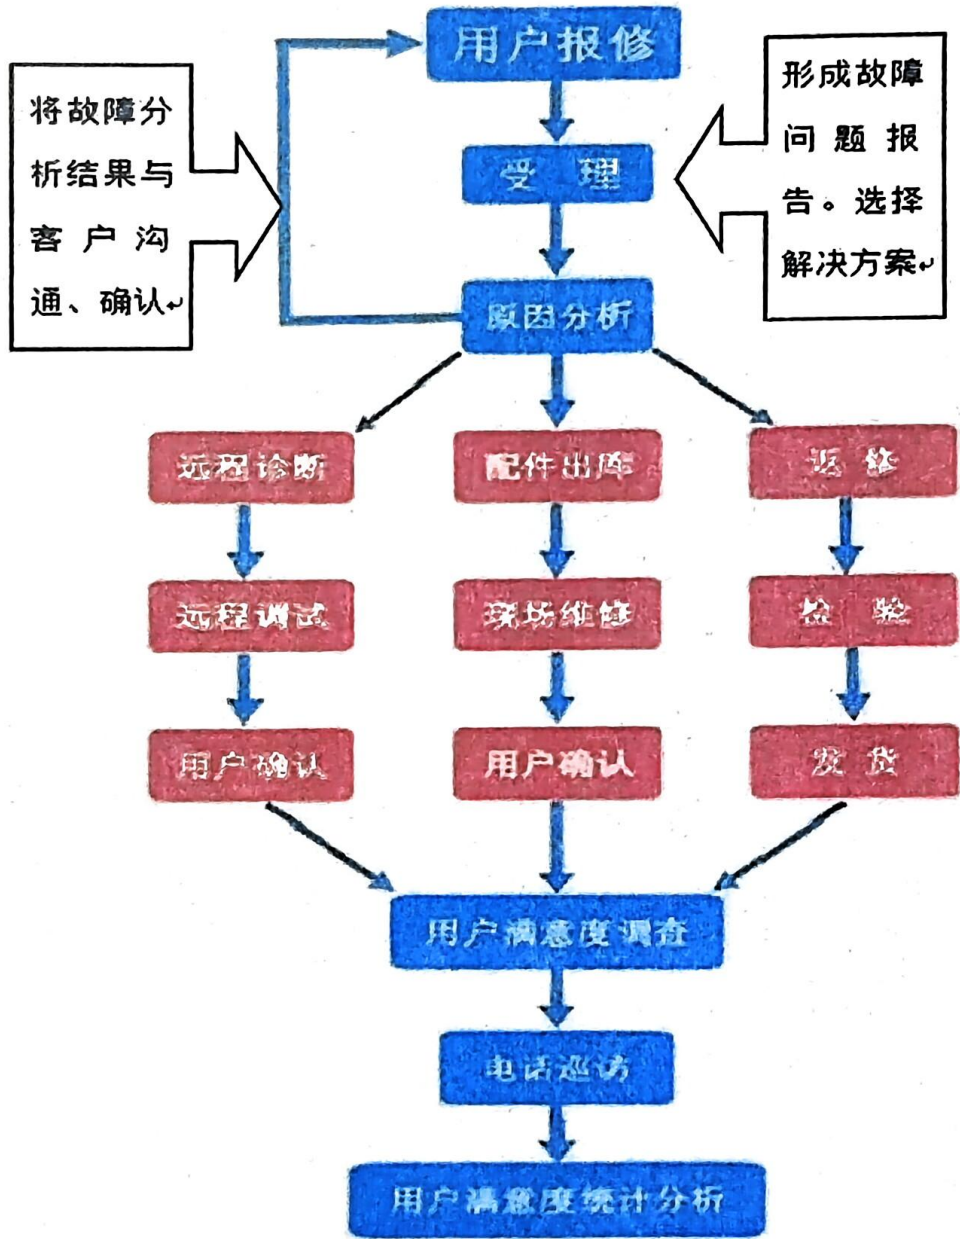 用户报修
将故障分
析结果与
客户沟
通、确认
形成故障
问题报
告。选择
解决方案
受理
原因分析
远程诊断
配件出库
返修
远程调试
现场维修
检验
用户确认
用户确认
发货
用户满意度调查
电话巡访
用户满意度统计分析